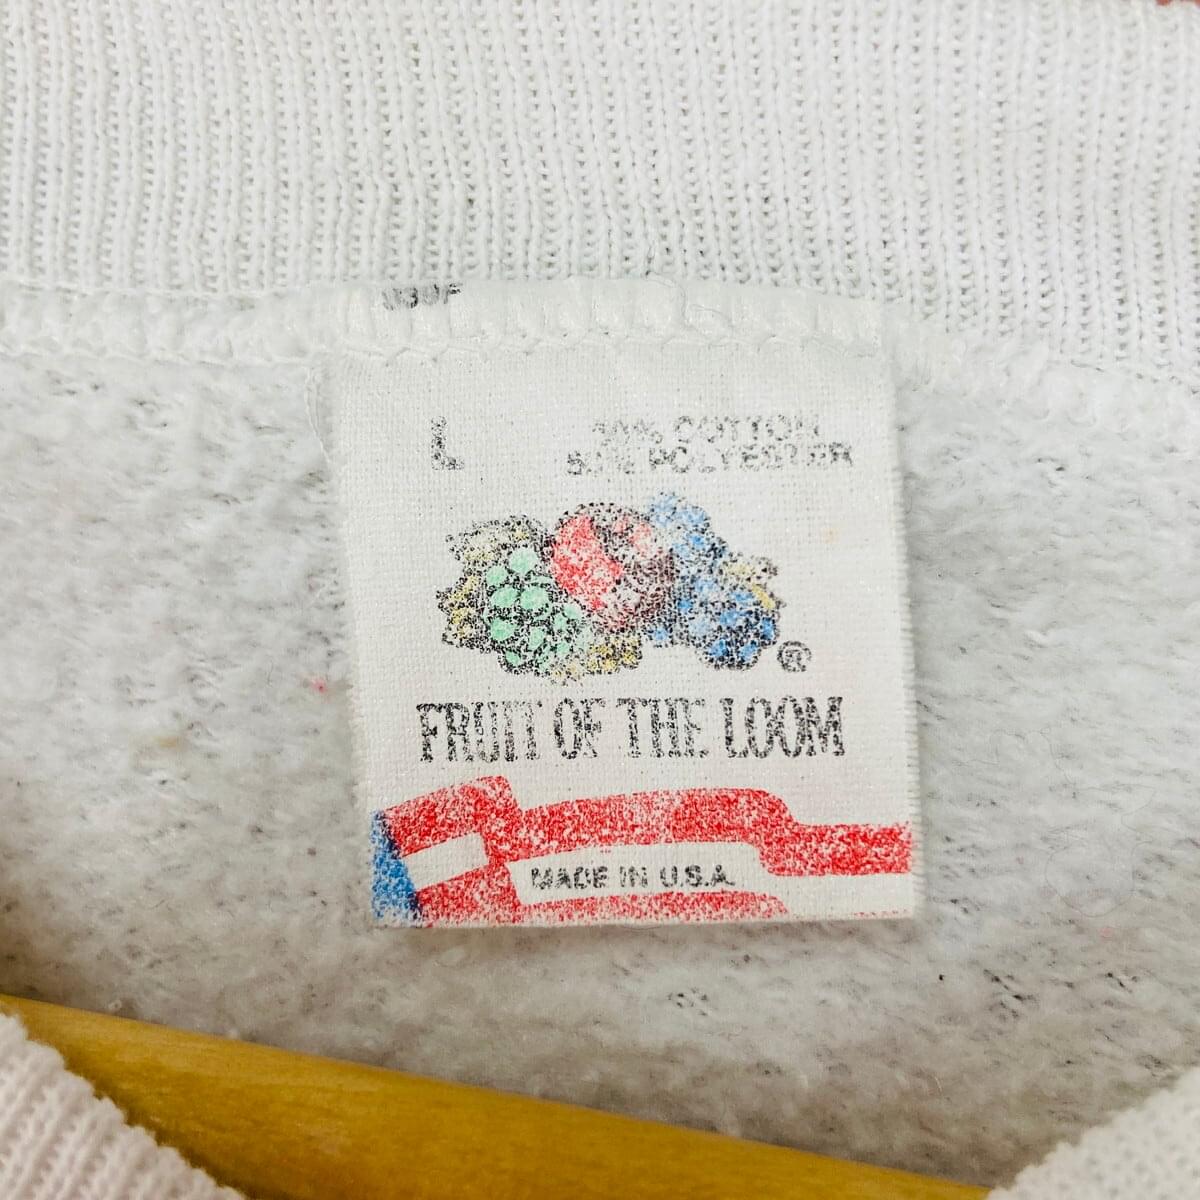 L
50% COTTON
50% POLYESTER
®
FRUIT OF THE LOOM
MADE IN U.S.A.